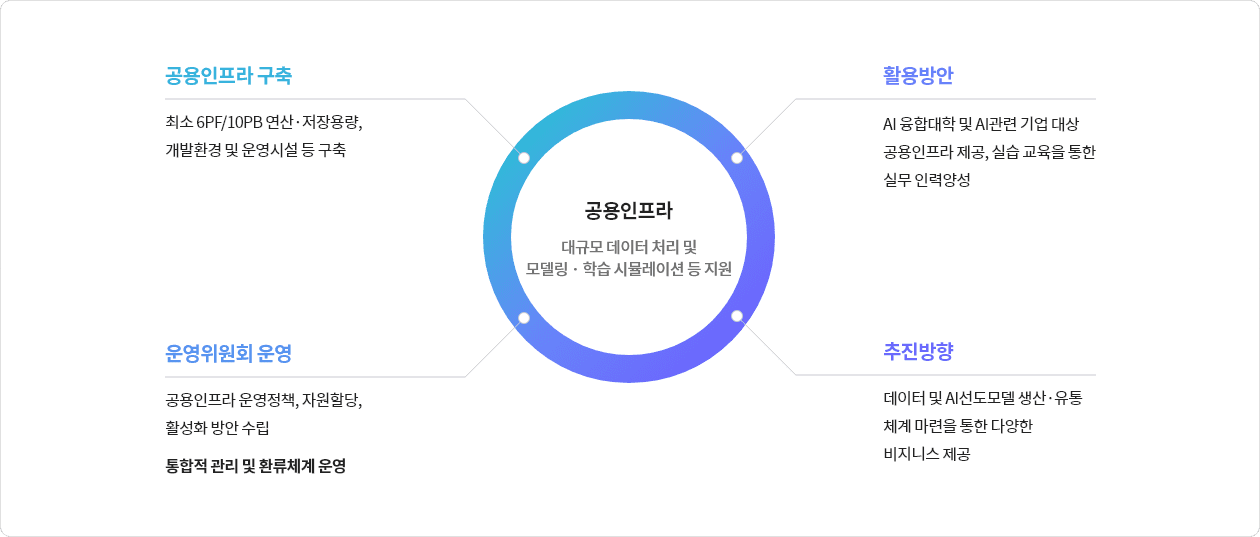 공용인프라 구축
최소 6PF/10PB 연산·저장용량,
개발환경 및 운영시설 등 구축
활용방안
AI 융합대학 및 AI관련 기업 대상
공용인프라 제공, 실습 교육을 통한
실무 인력양성
공용인프라
대규모 데이터 처리 및
모델링 · 학습 시뮬레이션 등 지원
운영위원회 운영
공용인프라 운영정책, 자원할당,
활성화 방안 수립
통합적 관리 및 환류체계 운영
추진방향
데이터 및 AI선도모델 생산·유통
체계 마련을 통한 다양한
비지니스 제공